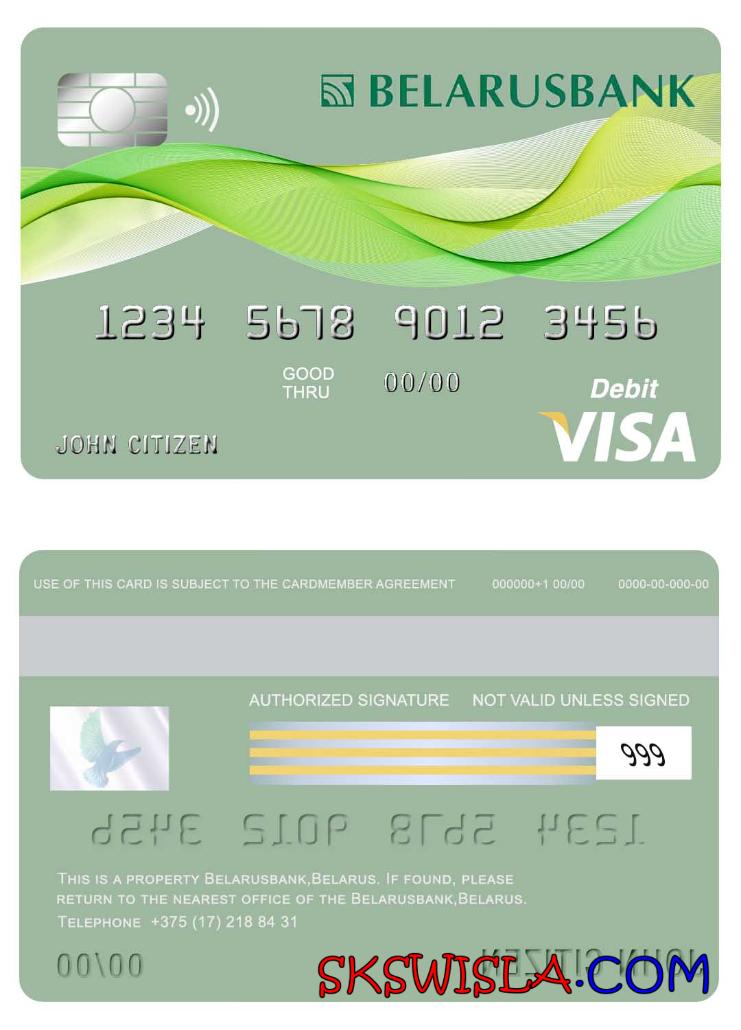 BELARUSBANK
1234 5678 9012 3456
GOOD
THRU
00/00
Debit
JOHN CITIZEN
VISA
USE OF THIS CARD IS SUBJECT TO THE CARDMEMBER AGREEMENT 000000+1 00/00 0000-00-000-00
AUTHORIZED SIGNATURE NOT VALID UNLESS SIGNED
999
1234 5678 9012 3456
THIS IS A PROPERTY BELARUSBANK,BELARUS. IF FOUND, PLEASE
RETURN TO THE NEAREST OFFICE OF THE BELARUSBANK,BELARUS.
TELEPHONE +375 (17) 218 84 31
00/00
JOHN CITIZEN
SKSWISLA.COM